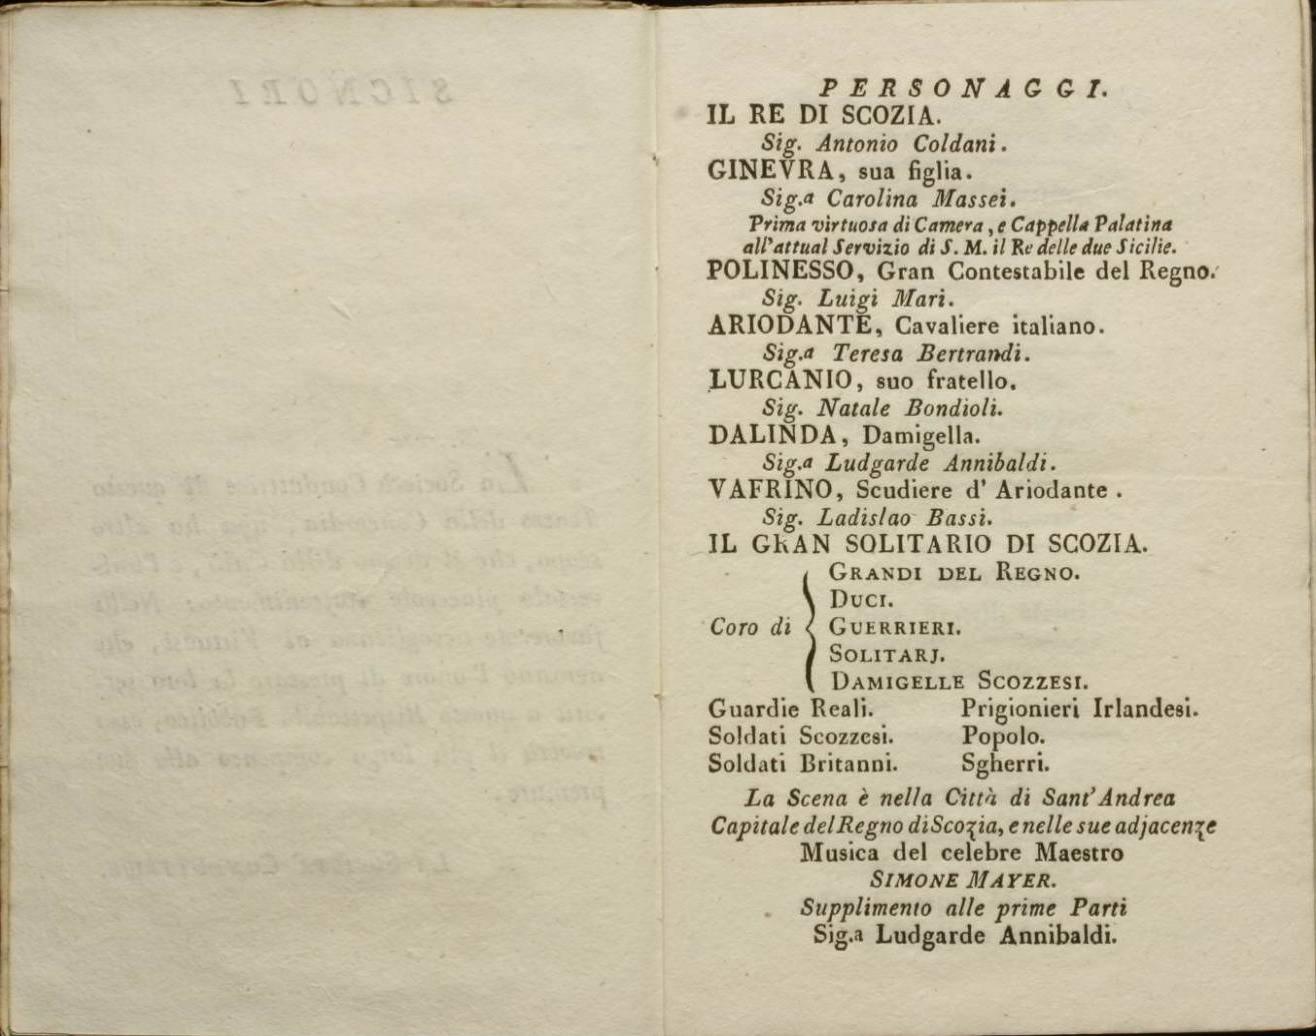 PERSONAGGI.
IL RE DI SCOZIA.
Sig. Antonio Coldani.
GINEVRA, sua figlia.
Sig.a Carolina Massei.
Prima virtuosa di Camera, e Cappella Palatina
all'attual Servizio di S. M. il Re delle due Sicilie.
POLINESSO, Gran Contestabile del Regno.
Sig. Luigi Mari.
ARIODANTE, Cavaliere italiano.
Sig.a Teresa Bertrandi.
LURCANIO, suo fratello.
Sig. Natale Bondioli.
DALINDA, Damigella.
Sig.a Ludgarde Annibaldi.
VAFRINO, Scudiere d' Ariodante.
Sig. Ladislao Bassi.
IL GRAN SOLITARIO DI SCOZIA.
GRANDI DEL REGNO.
DUCI.
Coro di { GUERRIERI.
SOLITARJ.
DAMIGELLE SCOZZESI.
Guardie Reali. Prigionieri Irlandesi.
Soldati Scozzesi. Popolo.
Soldati Britanni. Sgherri.
La Scena è nella Città di Sant'Andrea
Capitale del Regno di Scozia, e nelle sue adjacenze
Musica del celebre Maestro
SIMONE MAYER.
Supplimento alle prime Parti
Sig.a Ludgarde Annibaldi.